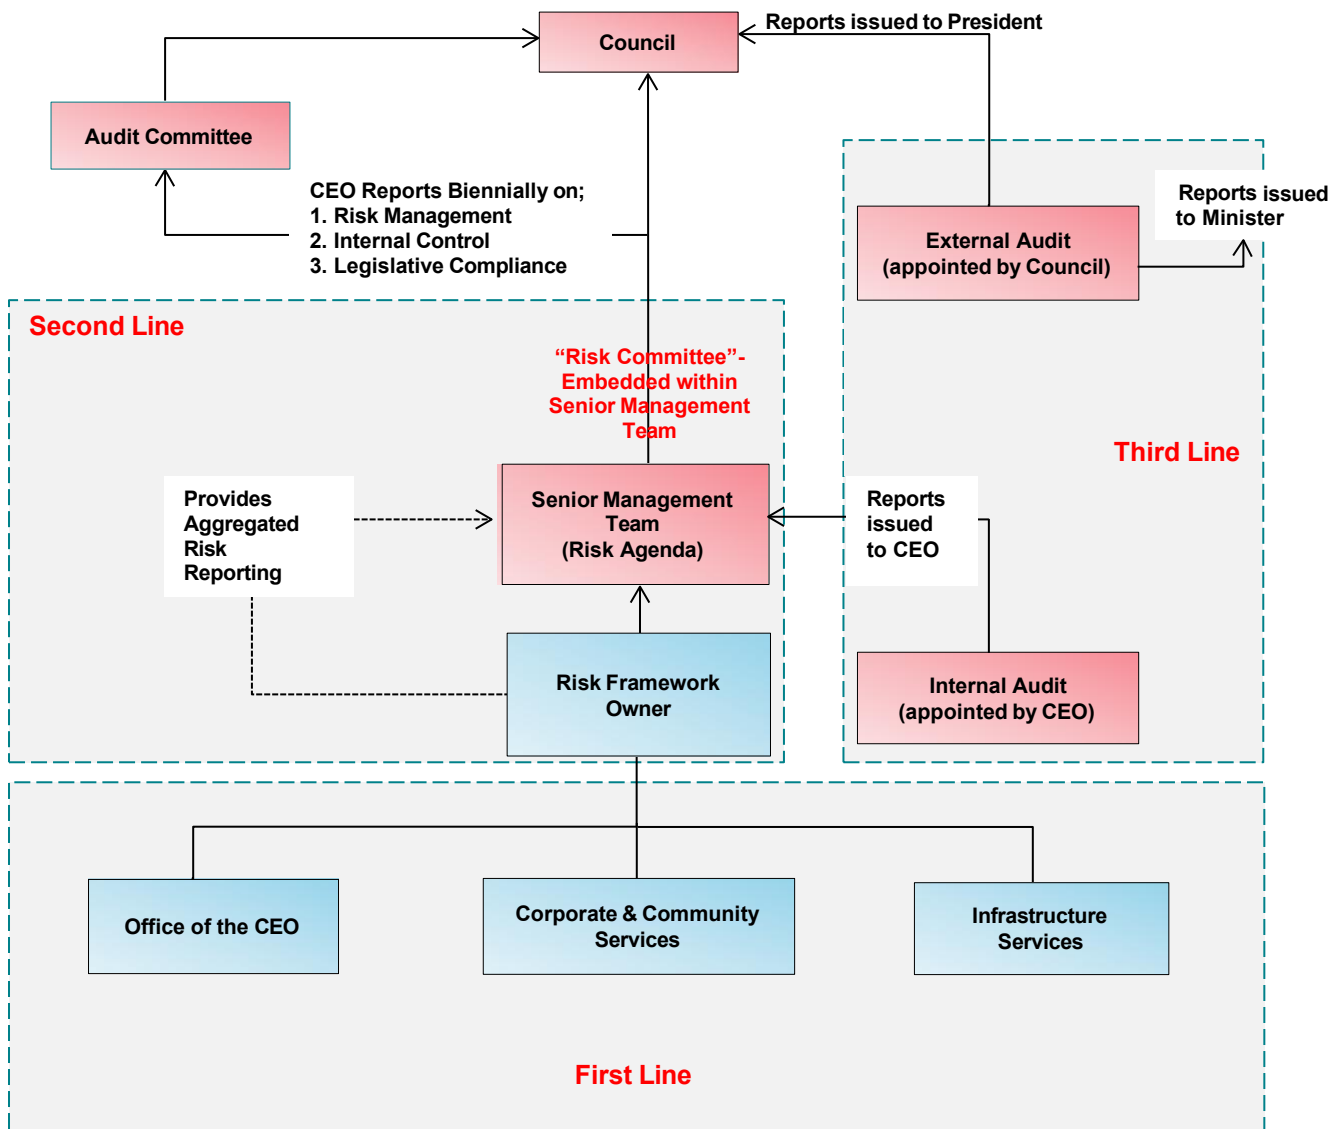 Reports issued to President
Council
Audit Committee
CEO Reports Biennially on;
1. Risk Management
2. Internal Control
3. Legislative Compliance
Reports issued
to Minister
External Audit
(appointed by Council)
Second Line
“Risk Committee”-
Embedded within
Senior Management
Team
Third Line
Provides
Aggregated
Risk
Reporting
Senior Management
Team
(Risk Agenda)
Reports
issued
to CEO
Risk Framework
Owner
Internal Audit
(appointed by CEO)
Office of the CEO
Corporate & Community
Services
Infrastructure
Services
First Line